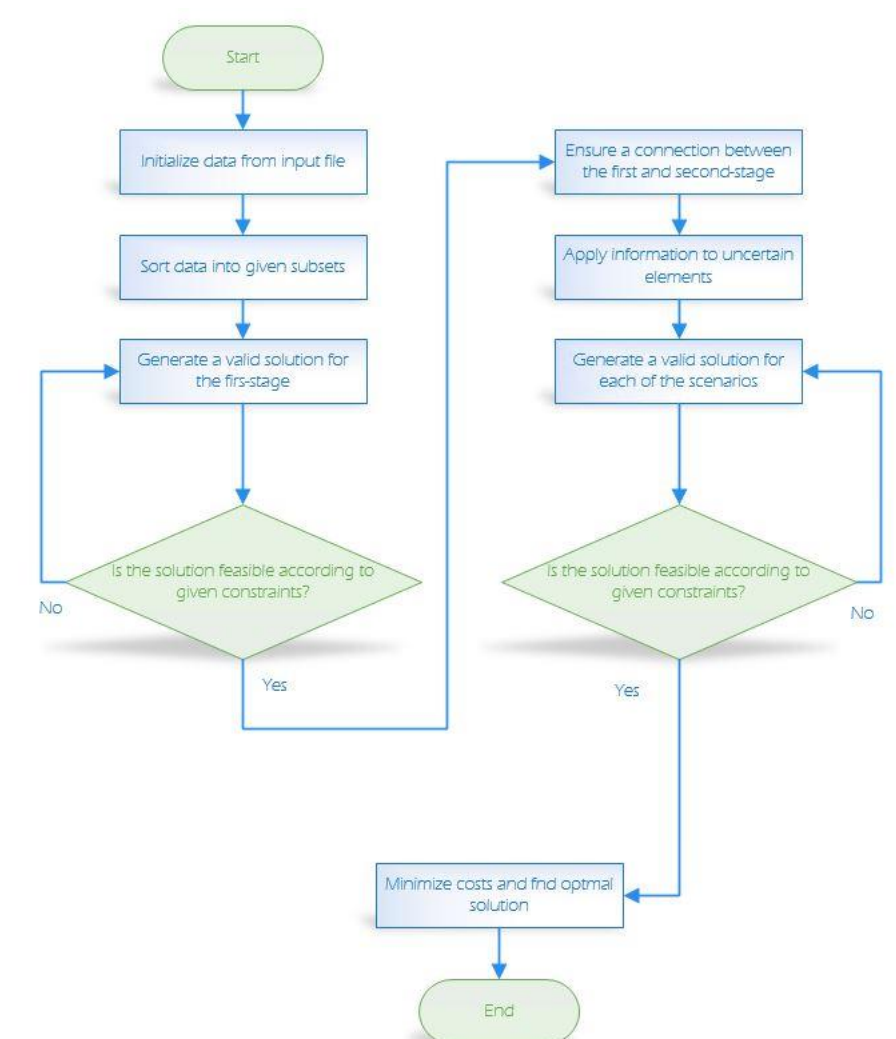 Start
Initialize data from input file
Sort data into given subsets
Generate a valid solution for
the firs-stage
Is the solution feasible according to
given constraints?
No
Yes
Ensure a connection between
the first and second-stage
Apply information to uncertain
elements
Generate a valid solution for
each of the scenarios
Is the solution feasible according to
given constraints?
No
Yes
Minimize costs and fnd optmal
solution
End